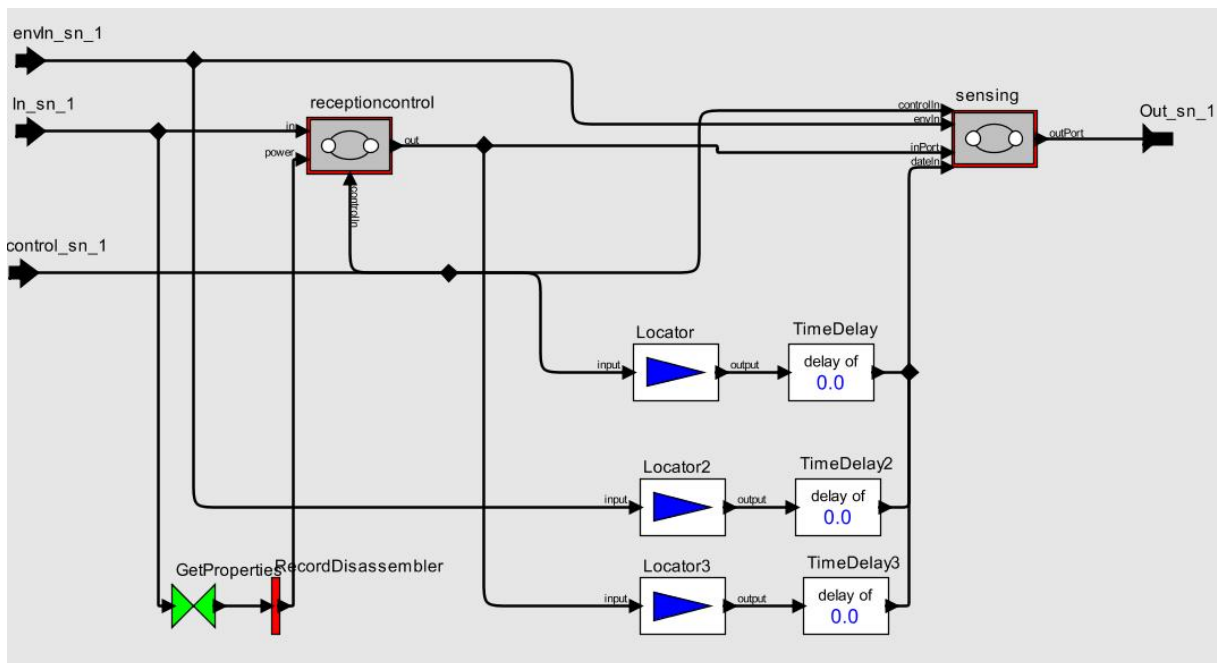 envIn_sn_1
In_sn_1
receptioncontrol
in
power
out
controlIn
control_sn_1
sensing
controlIn
envIn
inPort
dateIn
outPort
Out_sn_1
Locator
input
output
TimeDelay
delay of
0.0
Locator2
input
output
TimeDelay2
delay of
0.0
GetProperties
RecordDisassembler
Locator3
input
output
TimeDelay3
delay of
0.0